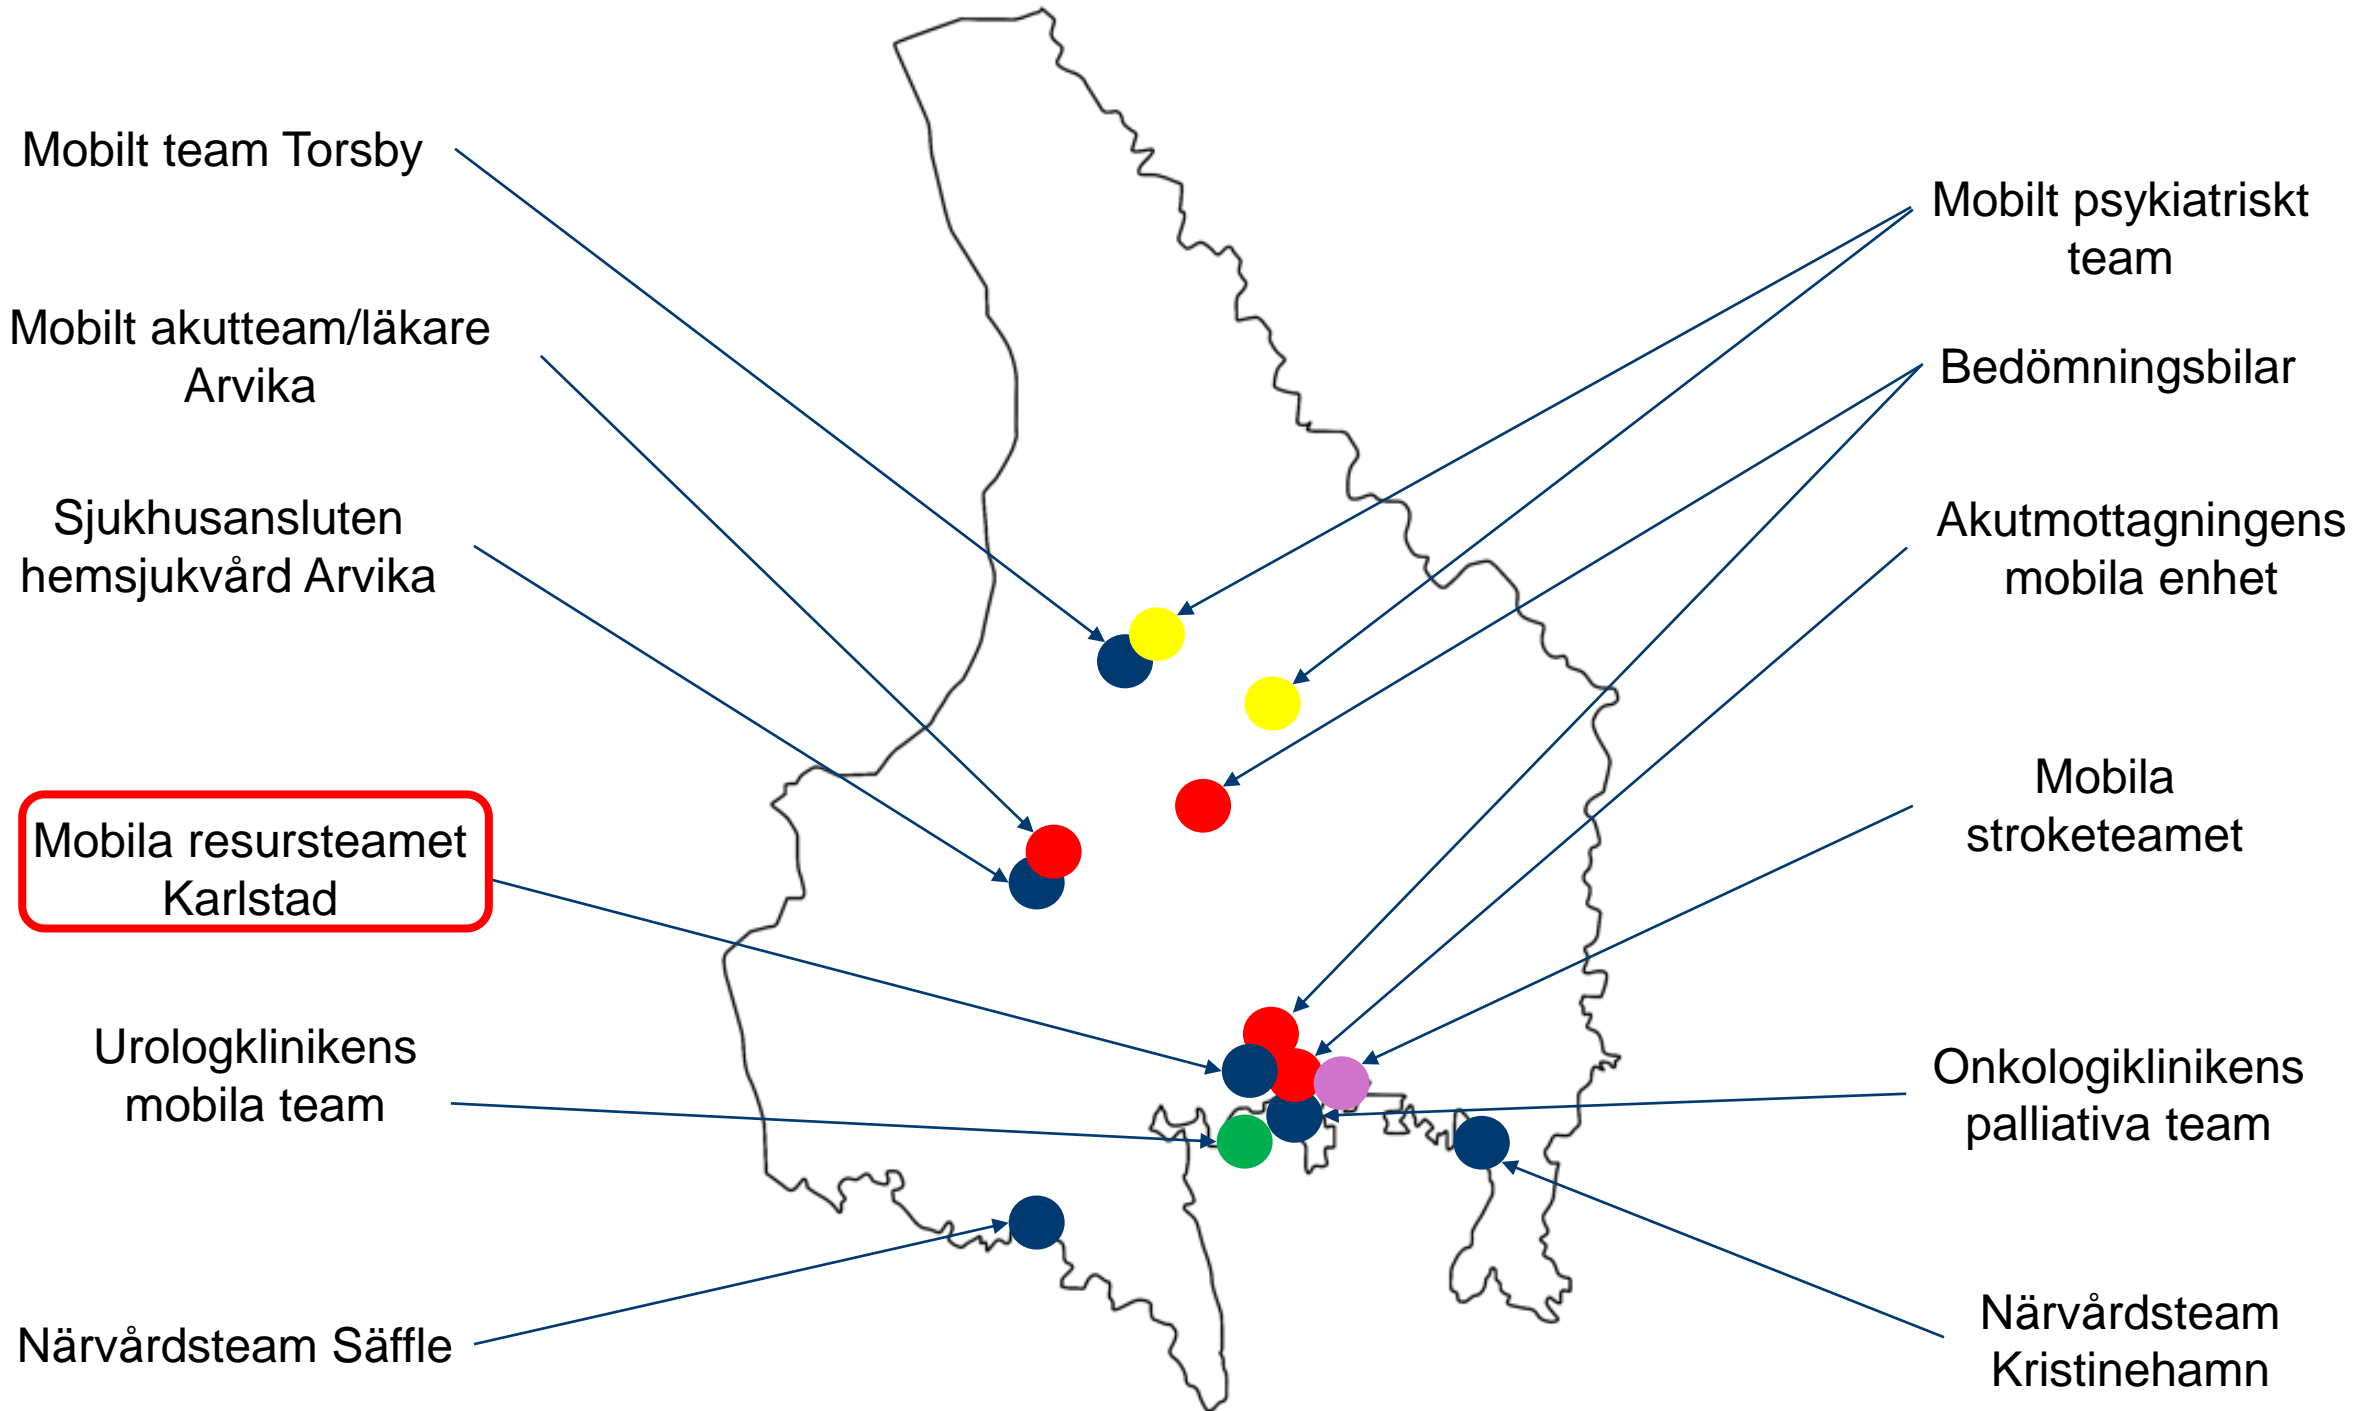 Mobilt team Torsby
Mobilt akutteam/läkare
Arvika
Sjukhusansluten
hemsjukvård Arvika
Mobila resursteamet
Karlstad
Urologklinikens
mobila team
Närvårdsteam Säffle
Mobilt psykiatriskt
team
Bedömningsbilar
Akutmottagningens
mobila enhet
Mobila
stroketeamet
Onkologiklinikens
palliativa team
Närvårdsteam
Kristinehamn